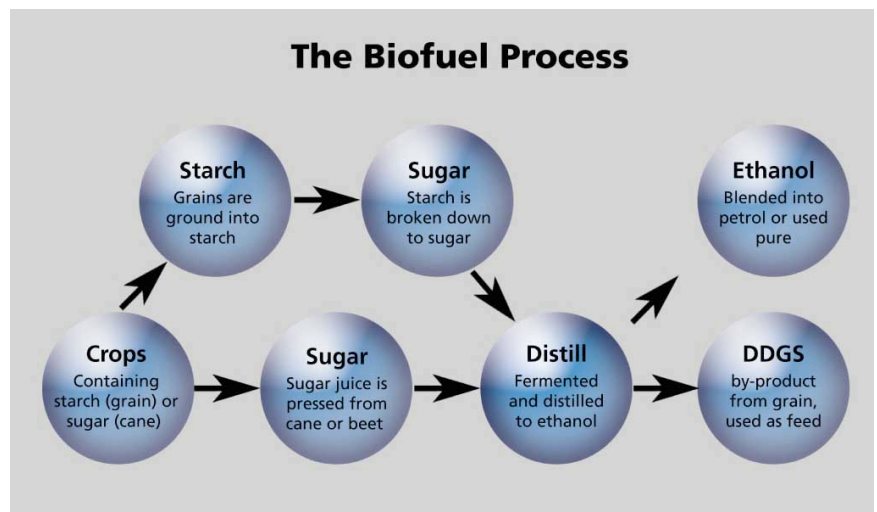 The Biofuel Process
Starch
Grains are
ground into
starch
Sugar
Starch is
broken down
to sugar
Ethanol
Blended into
petrol or used
pure
Crops
Containing
starch (grain) or
sugar (cane)
Sugar
Sugar juice is
pressed from
cane or beet
Distill
Fermented
and distilled
to ethanol
DDGS
by-product
from grain,
used as feed